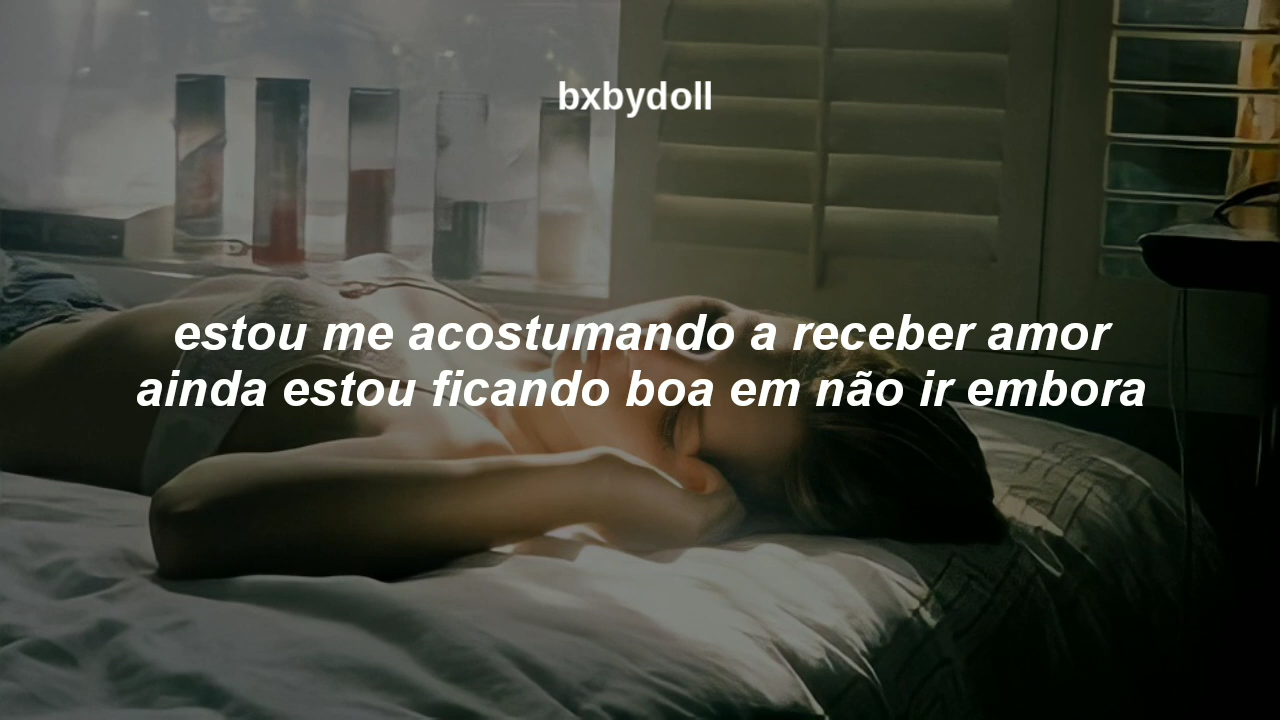 bxbydoll
estou me acostumando a receber amor
ainda estou ficando boa em não ir embora